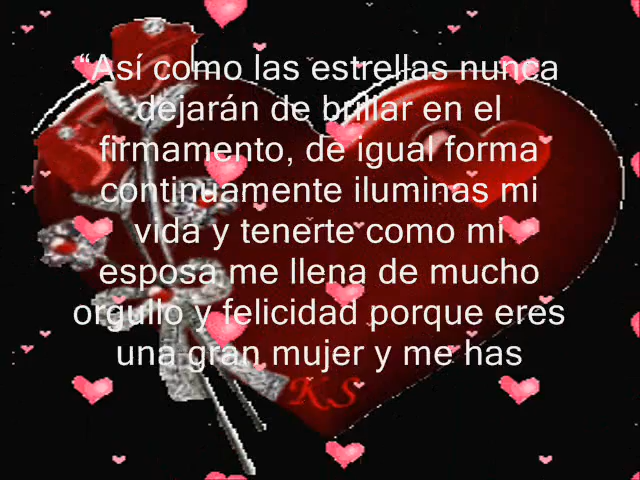 “Así como las estrellas nunca
dejarán de brillar en el
firmamento, de igual forma
continuamente iluminas mi
vida y tenerte como mi
esposa me llena de mucho
orgullo y felicidad porque eres
una gran mujer y me has
KS